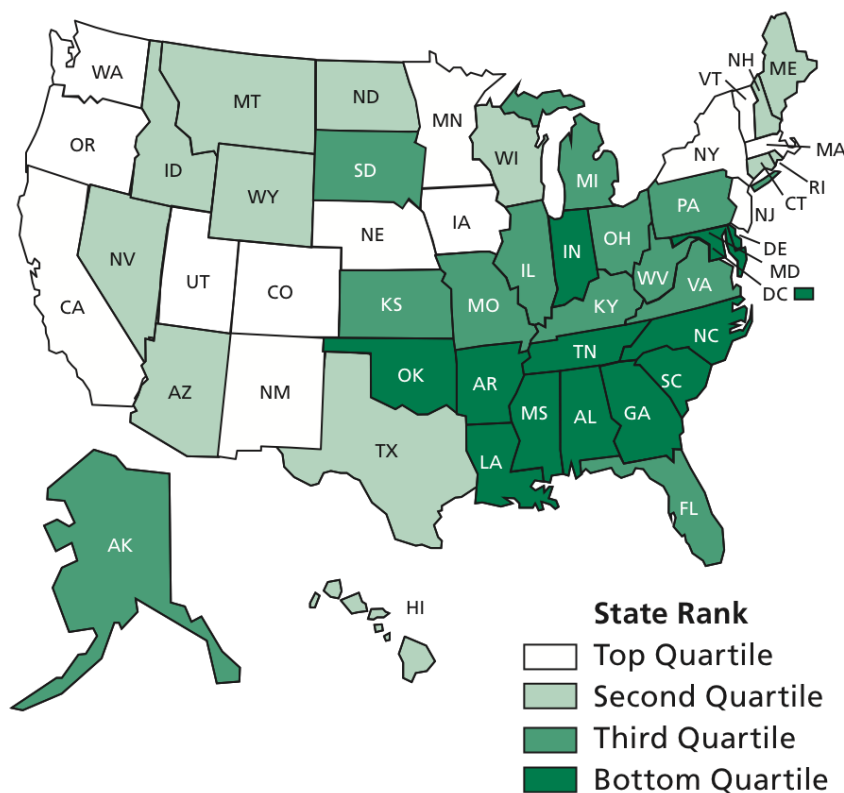 WA
MT
ND
MN
VT
NH
ME
OR
ID
WY
SD
WI
MI
NY
MA
RI
CT
NV
UT
CO
NE
IA
IL
IN
OH
PA
NJ
DE
MD
DC
CA
AZ
NM
KS
MO
KY
WV
VA
OK
AR
TN
NC
SC
TX
LA
MS
AL
GA
FL
AK
HI
State Rank
Top Quartile
Second Quartile
Third Quartile
Bottom Quartile